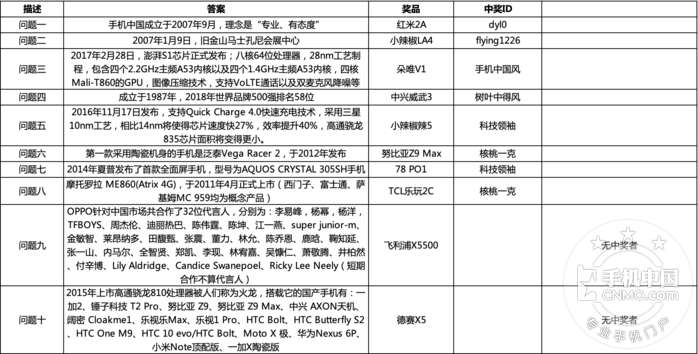 描述 答案 奖品 中奖ID
问题一 手机中国成立于2007年9月，理念是“专业、有态度” 红米2A dyl0
问题二 2007年1月9日，旧金山马士孔尼会展中心 小辣椒LA4 flying1226
2017年2月28日，澎湃S1芯片正式发布；八核64位处理器，28nm工艺制
问题三 程，包含四个2.2GHz主频A53内核以及四个1.4GHz主频A53内核，四核 朵唯V1 手机中国风
Mali-T860的GPU，图像压缩技术，支持VoLTE通话以及双麦克风降噪等
问题四 成立于1987年，2018年世界品牌500强排名58位 中兴威武3 树叶中得风
2016年11月17日发布，支持Quick Charge 4.0快速充电技术，采用三星
问题五 10nm工艺，相比14nm将使得芯片速度快27%，效率提升40%，高通骁龙 小辣椒辣5 科技领袖
835芯片面积将变得更小。
问题六 第一款采用陶瓷机身的手机是泛泰Vega Racer 2，于2012年发布 努比亚Z9 Max 核桃一克
问题七 2014年夏普发布了首款全面屏手机，型号为AQUOS CRYSTAL 305SH手机 78 PO1 科技领袖
问题八 摩托罗拉 ME860(Atrix 4G)，于2011年4月正式上市（西门子、富士通、萨 TCL乐玩2C 核桃一克
基姆MC 959均为概念产品）
OPPO针对中国市场共合作了32位代言人，分别为：李易峰，杨幂，杨洋，
TFBOYS、周杰伦、迪丽热巴、陈伟霆、陈坤、江一燕、super junior-m、
金敏智、莱昂纳多、田馥甄、张震、董力、林允、陈乔恩、鹿晗、鞠知延、
问题九 张一山、内马尔、全智贤、郑凯、李现、林宥嘉、吴慷仁、萧敬腾、井柏然 飞利浦X5500 无中奖者
、付辛博、Lily Aldridge、Candice Swanepoel、Ricky Lee Neely（短期
合作不算代言人）
2015年上市高通骁龙810处理器被人们称为火龙，搭载它的国产手机有：一
加2、锤子科技 T2 Pro、努比亚 Z9、努比亚 Z9 Max、中兴 AXON天机、
问题十 阔密 Cloakme1、乐视乐Max、乐视1 Pro、HTC Bolt、HTC Butterfly S2 德赛X5 无中奖者
、HTC One M9、HTC 10 evo/HTC Bolt、Moto X 极、华为Nexus 6P、
小米Note顶配版、一加X陶瓷版
手机中国
CNMO.com
商业手机门户